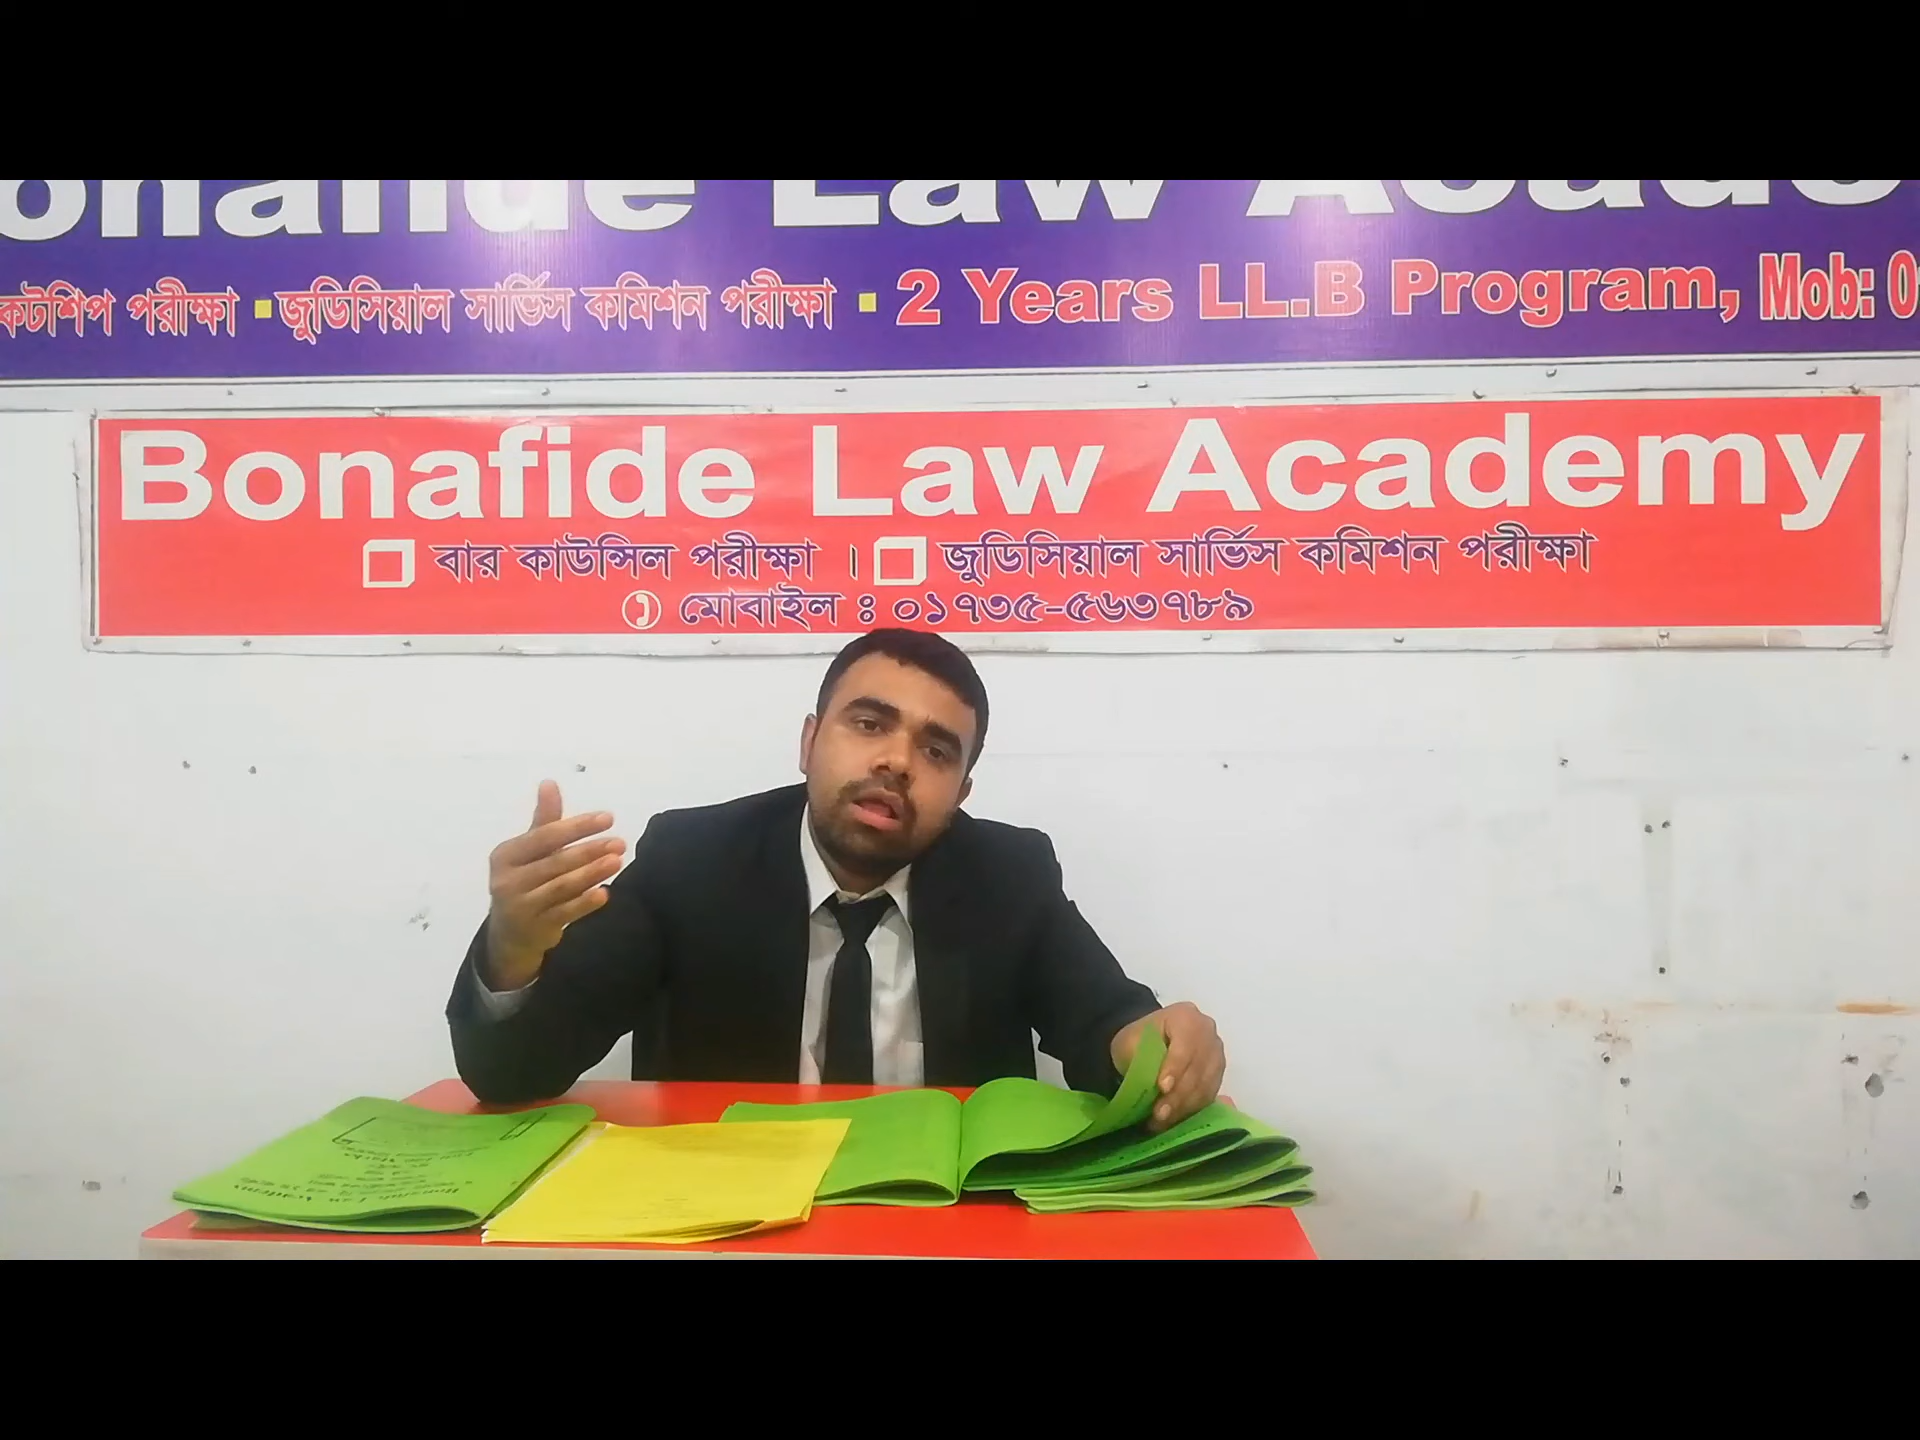 Bonafide Law Acade
কটশিপ পরীক্ষা ▪ জুডিসিয়াল সার্ভিস কমিশন পরীক্ষা ▪ 2 Years LL.B Program, Mob: 0
Bonafide Law Academy
বার কাউন্সিল পরীক্ষা । জুডিসিয়াল সার্ভিস কমিশন পরীক্ষা
মোবাইল ঃ ০১৭৩৫-৫৬৩৭৮৯